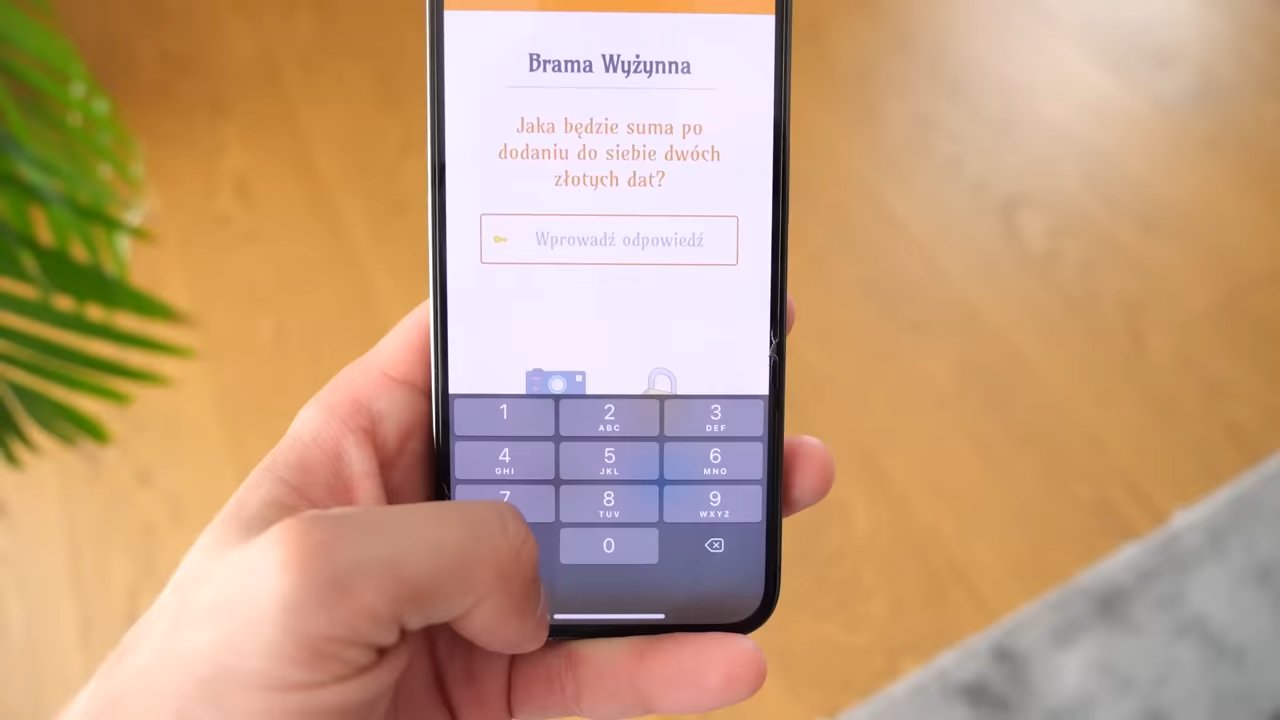 Brama Wyżynna
Jaka będzie suma po
dodaniu do siebie dwóch
złotych dat?
Wprowadź odpowiedź
1
2
ABC
3
DEF
4
GHI
5
JKL
6
MNO
7
8
TUV
9
WXYZ
0